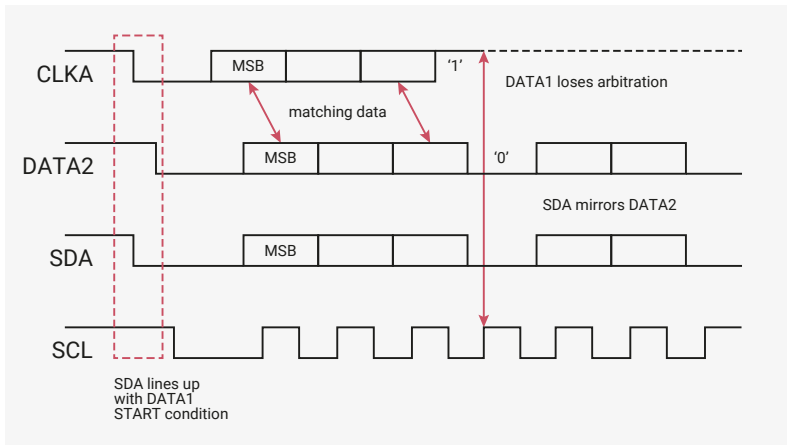 CLKA
MSB
‘1’
DATA1 loses arbitration
matching data
DATA2
MSB
‘0’
SDA mirrors DATA2
SDA
MSB
SCL
SDA lines up
with DATA1
START condition